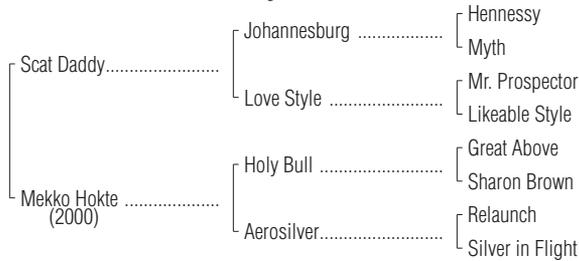 Hennessy
Johannesburg ..................
Myth
Scat Daddy.......................
Mr. Prospector
Love Style ........................
Likeable Style
Great Above
Holy Bull ..........................
Sharon Brown
Mekko Hokte ....................
(2000)
Relaunch
Aerosilver.........................
Silver in Flight